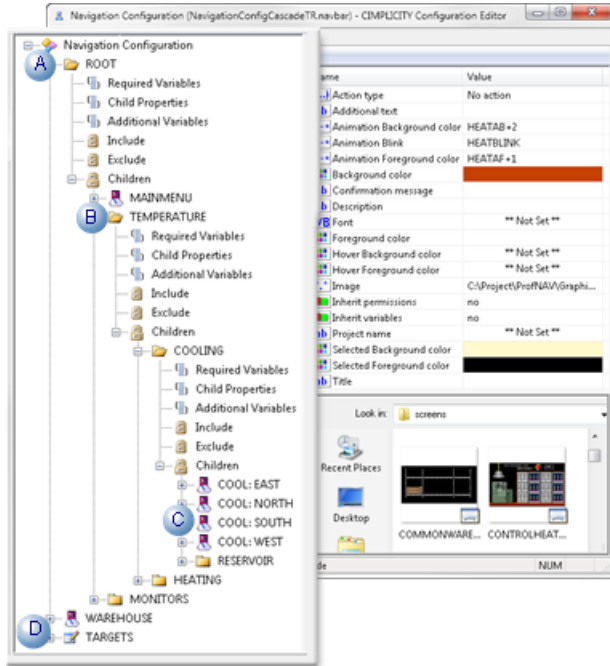 Navigation Configuration (NavigationConfigCascadeTR.navbar) - CIMPLICITY Configuration Editor
Navigation Configuration
A
ROOT
Required Variables
Child Properties
Additional Variables
Include
Exclude
Children
MAINMENU
B
TEMPERATURE
Required Variables
Child Properties
Additional Variables
Include
Exclude
Children
COOLING
Required Variables
Child Properties
Additional Variables
Include
Exclude
Children
COOL: EAST
COOL: NORTH
C
COOL: SOUTH
COOL: WEST
RESERVOIR
HEATING
MONITORS
WAREHOUSE
D
TARGETS
ame Value
Action type No action
Additional text
Animation Background color HEATAB+2
Animation Blink HEATBLINK
Animation Foreground color HEATAF+1
Background color
Confirmation message
Description
Font ** Not Set **
Foreground color
Hover Background color ** Not Set **
Hover Foreground color ** Not Set **
Image C:\Project\ProfNAV\Graphi...
Inherit permissions no
Inherit variables no
Project name ** Not Set **
Selected Background color
Selected Foreground color
Title
Look in: screens
Recent Places
Desktop
COMMONWARE... CONTROLHEAT...
de NUM